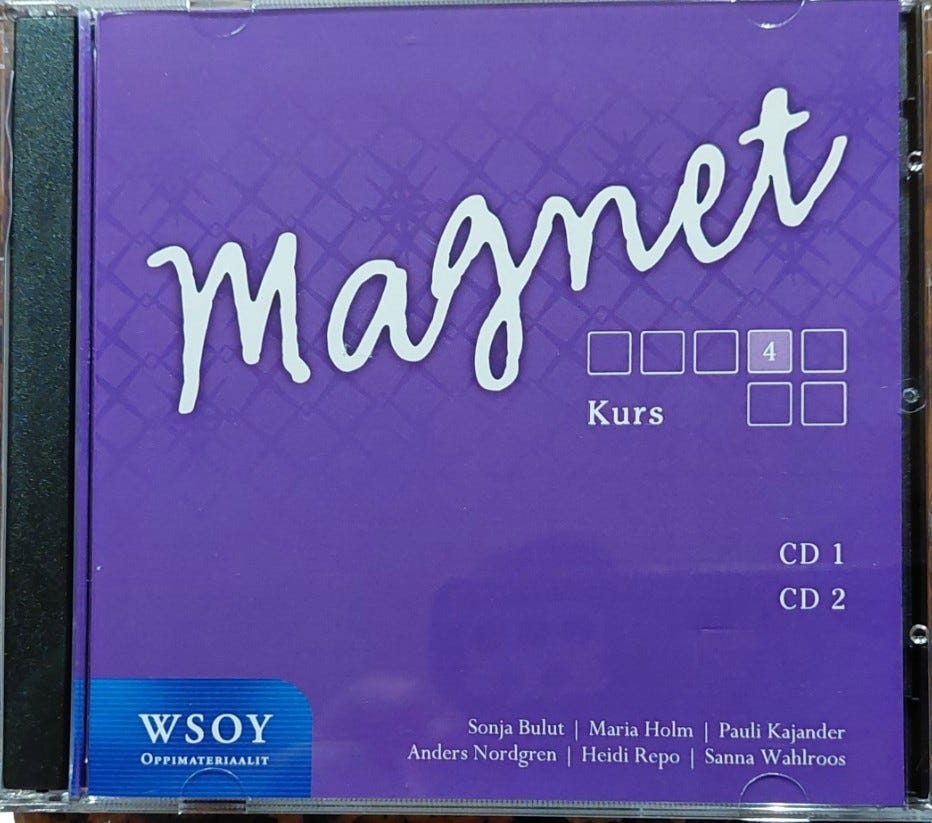 Magnet
4
Kurs
CD 1
CD 2
WSOY
OPPIMATERIAALIT
Sonja Bulut | Maria Holm | Pauli Kajander
Anders Nordgren | Heidi Repo | Sanna Wahlroos